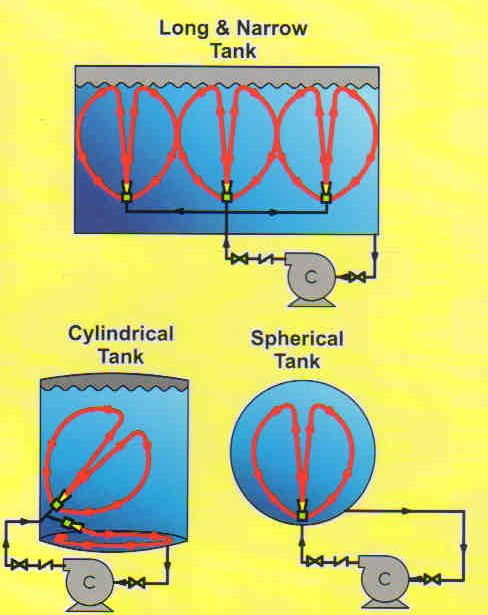 Long & Narrow
Tank
C
Cylindrical
Tank
Spherical
Tank
C
C